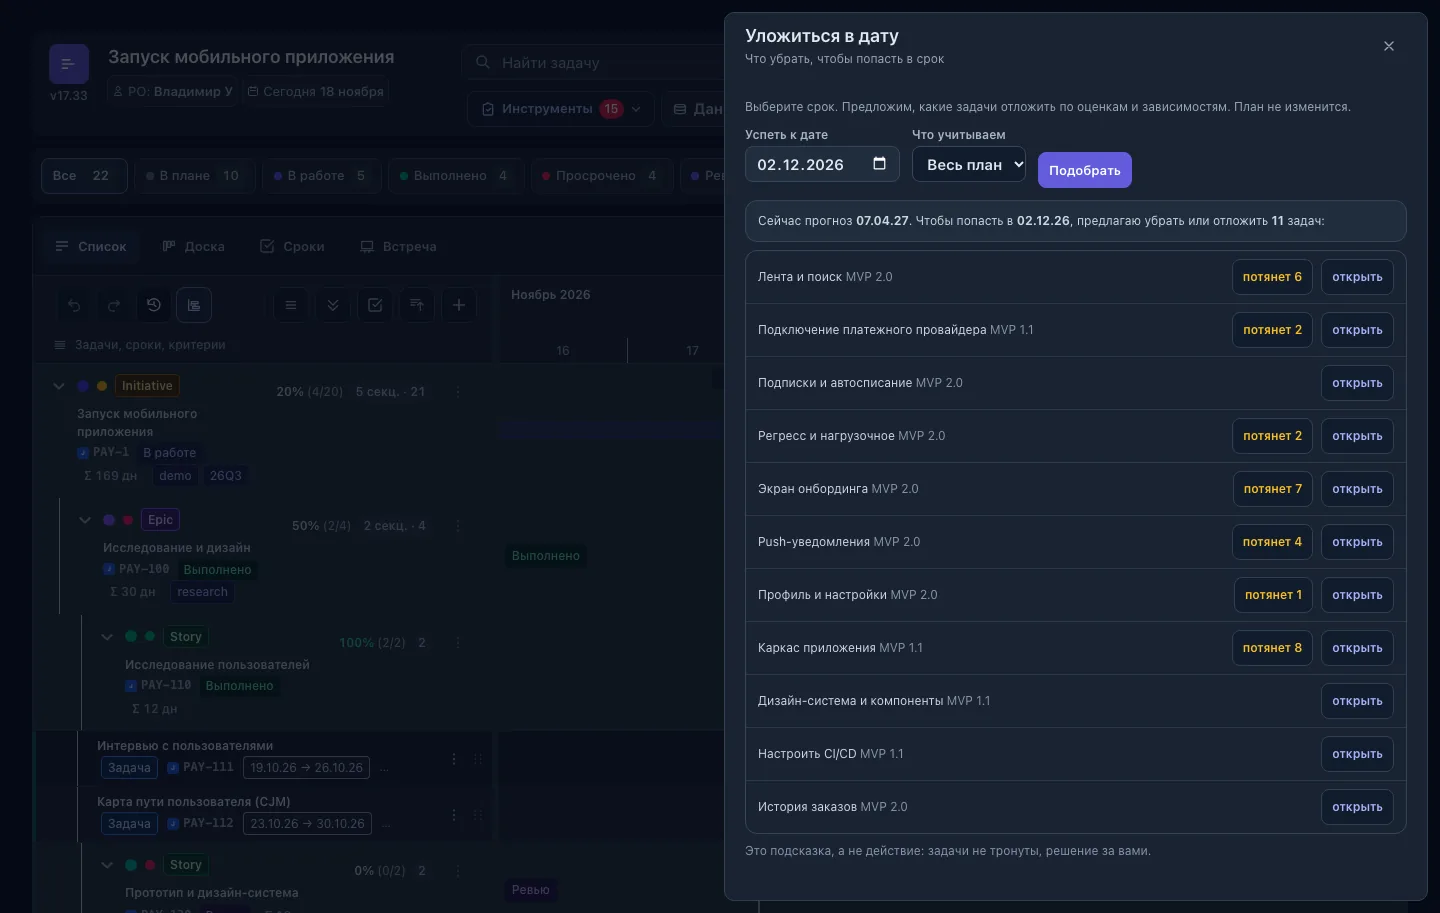 Запуск мобильного приложения
v17.33
PO: Владимир У
Сегодня 18 ноября
Найти задачу
Инструменты 15
Дан
Все 22
В плане 10
В работе 5
Выполнено 4
Просрочено 4
Рев
Список
Доска
Сроки
Встреча
Ноябрь 2026
Задачи, сроки, критерии
16
17
Initiative
20% (4/20) 5 секц. · 21
Запуск мобильного
приложения
PAY-1 В работе
Σ 169 дн demo 26Q3
Epic
50% (2/4) 2 секц. · 4
Исследование и дизайн
PAY-100 Выполнено
Σ 30 дн research
Выполнено
Story
100% (2/2) 2
Исследование пользователей
PAY-110 Выполнено
Σ 12 дн
Интервью с пользователями
Задача PAY-111 19.10.26 → 26.10.26 ...
Карта пути пользователя (CJM)
Задача PAY-112 23.10.26 → 30.10.26 ...
Story
0% (0/2) 2
Прототип и дизайн-система
Ревью
Уложиться в дату
Что убрать, чтобы попасть в срок
Выберите срок. Предложим, какие задачи отложить по оценкам и зависимостям. План не изменится.
Успеть к дате
Что учитываем
02.12.2026
Весь план
Подобрать
Сейчас прогноз 07.04.27. Чтобы попасть в 02.12.26, предлагаю убрать или отложить 11 задач:
Лента и поиск MVP 2.0 потянет 6 открыть
Подключение платежного провайдера MVP 1.1 потянет 2 открыть
Подписки и автосписание MVP 2.0 открыть
Регресс и нагрузочное MVP 2.0 потянет 2 открыть
Экран онбординга MVP 2.0 потянет 7 открыть
Push-уведомления MVP 2.0 потянет 4 открыть
Профиль и настройки MVP 2.0 потянет 1 открыть
Каркас приложения MVP 1.1 потянет 8 открыть
Дизайн-система и компоненты MVP 1.1 открыть
Настроить CI/CD MVP 1.1 открыть
История заказов MVP 2.0 открыть
Это подсказка, а не действие: задачи не тронуты, решение за вами.